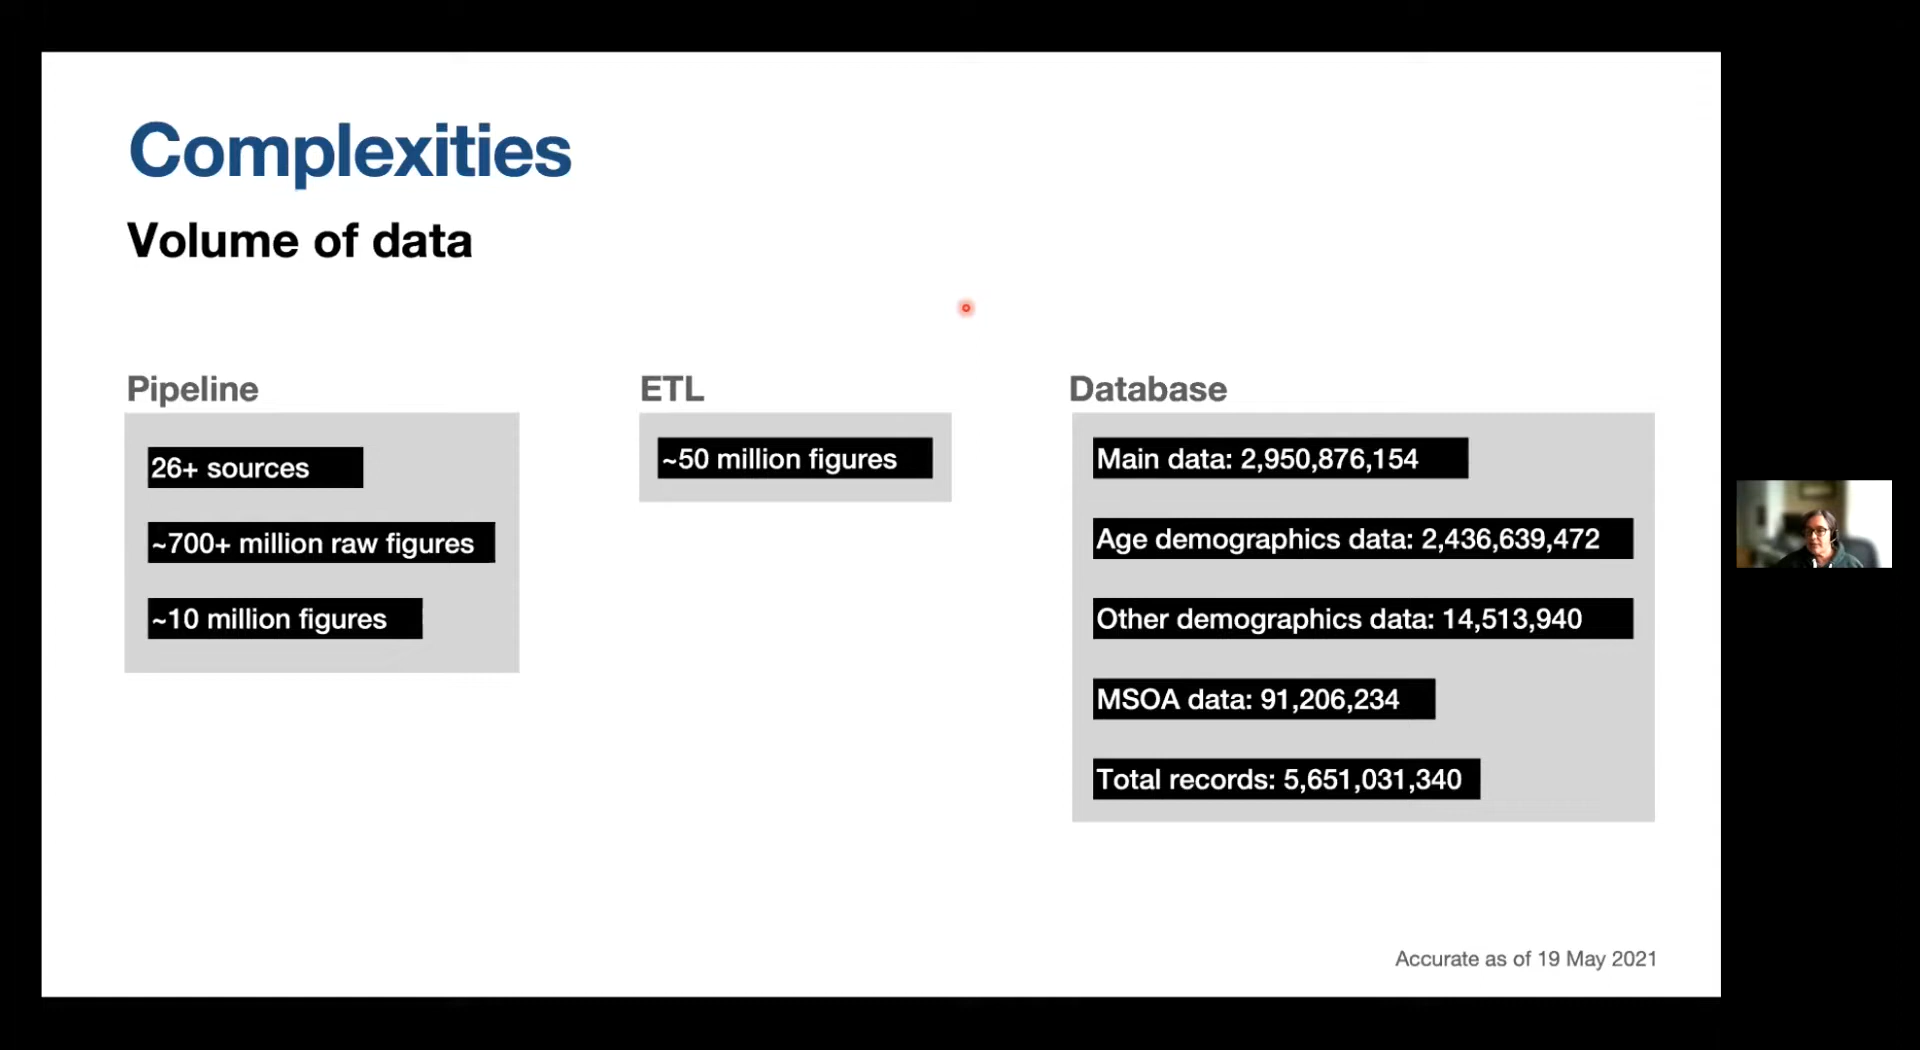 Complexities
Volume of data
Pipeline
26+ sources
~700+ million raw figures
~10 million figures
ETL
~50 million figures
Database
Main data: 2,950,876,154
Age demographics data: 2,436,639,472
Other demographics data: 14,513,940
MSOA data: 91,206,234
Total records: 5,651,031,340
Accurate as of 19 May 2021